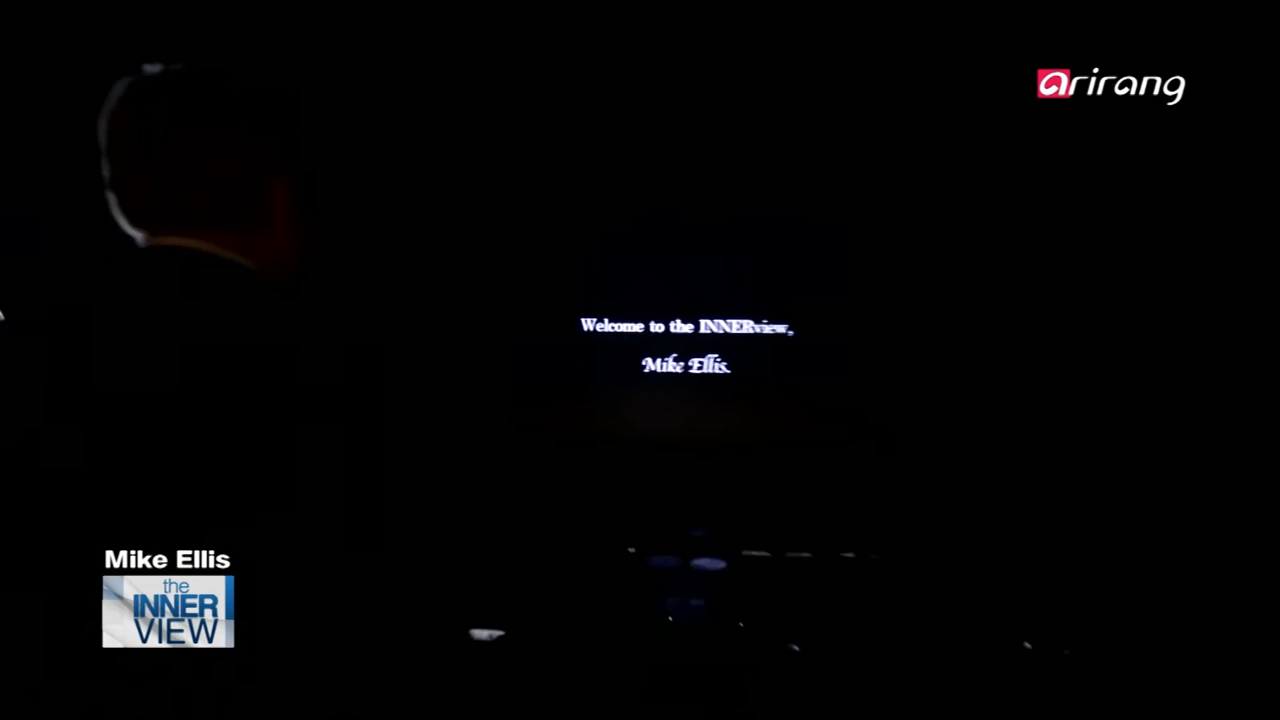 arirang
Welcome to the INNERview,
Mike Ellis.
Mike Ellis
the
INNER
VIEW